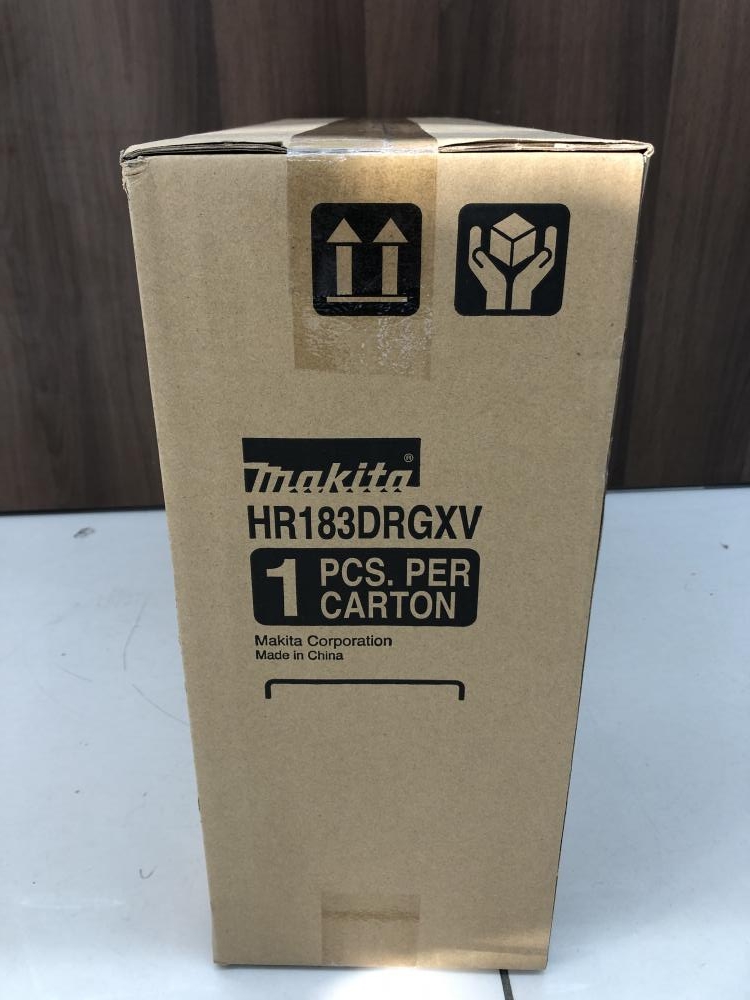 makita®
HR183DRGXV
1 PCS. PER
CARTON
Makita Corporation
Made in China